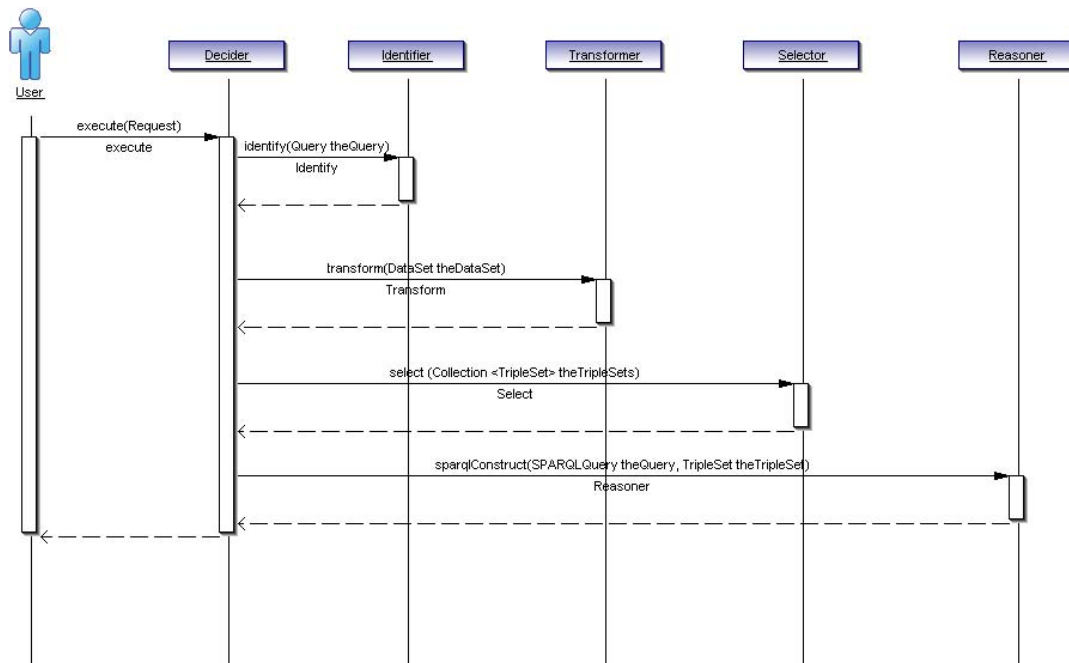 User
Decider
Identifier
Transformer
Selector
Reasoner
execute(Request)
execute
identify(Query theQuery)
Identify
transform(DataSet theDataSet)
Transform
select (Collection <TripleSet> theTripleSets)
Select
sparqlConstruct(SPARQLQuery theQuery, TripleSet theTripleSet)
Reasoner